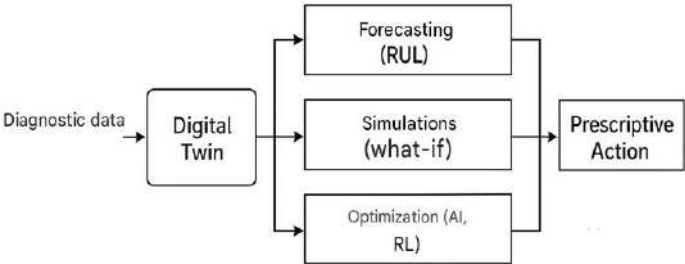 Diagnostic data
Digital
Twin
Forecasting
(RUL)
Simulations
(what-if)
Optimization (AI,
RL)
Prescriptive
Action